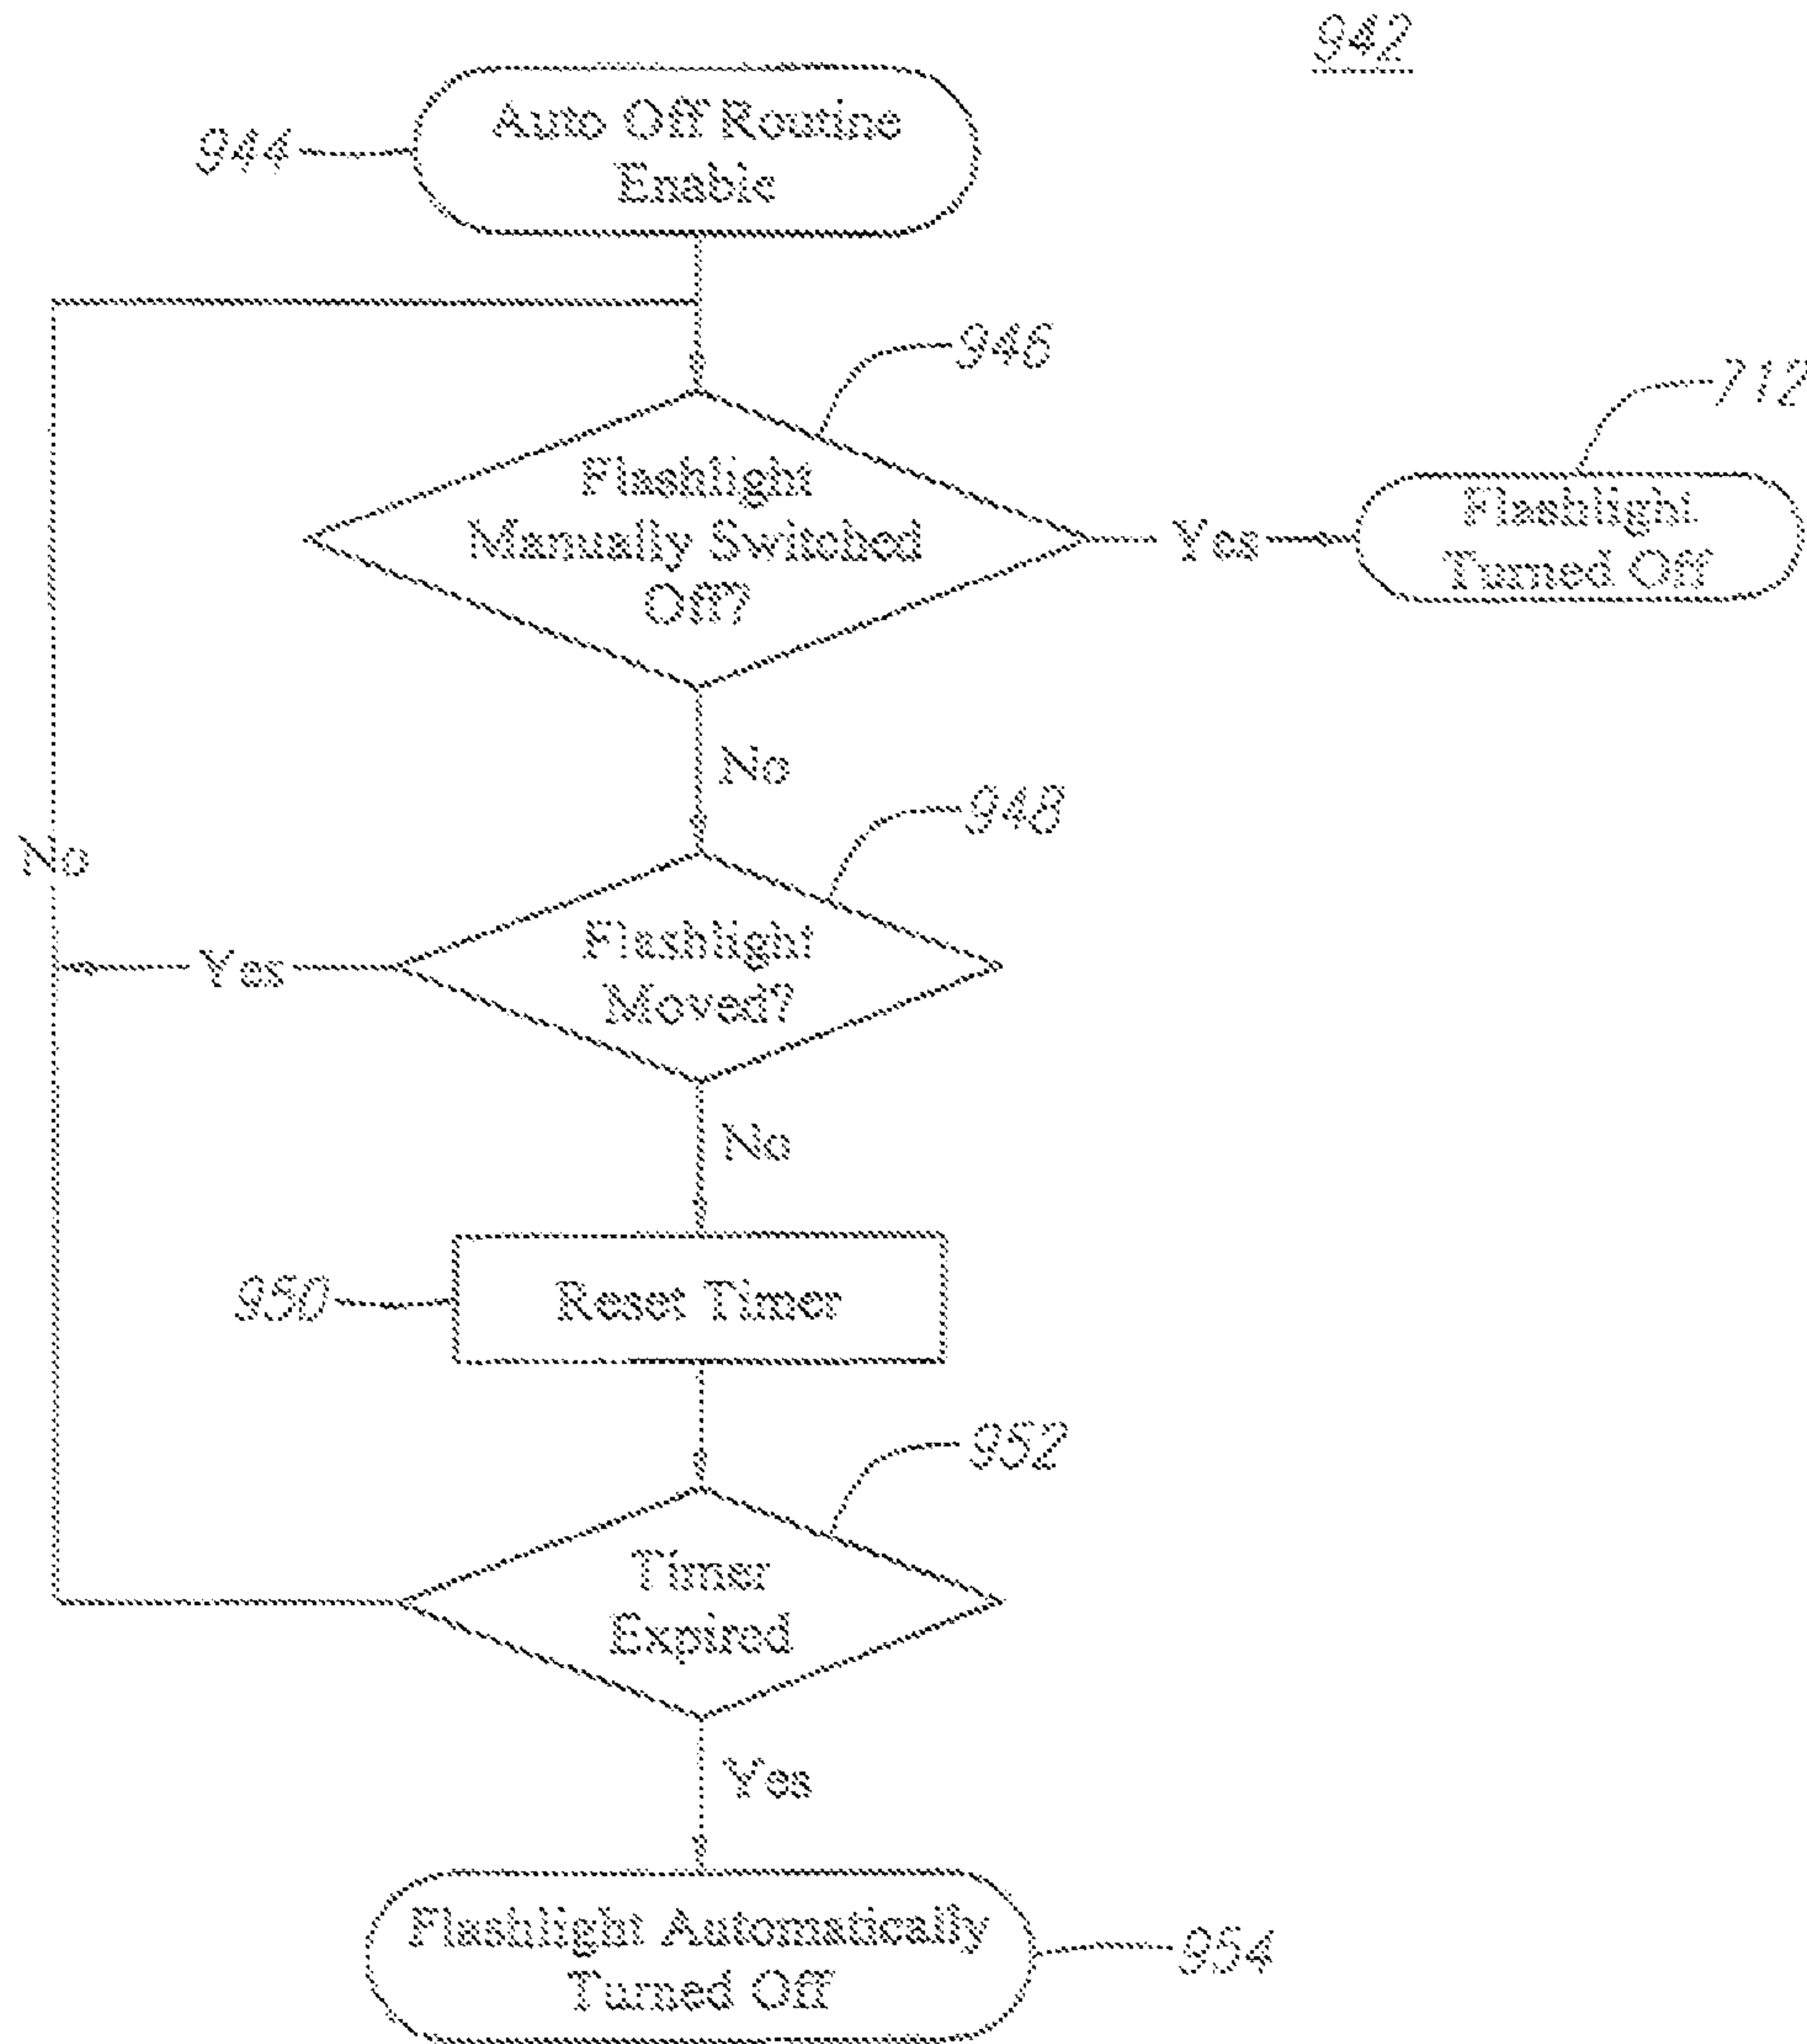 942
944
Auto Off Routine
Enable
946
712
Flashlight
Manually Switched
Off?
Yes
Flashlight
Turned Off
No
948
No
Yes
Flashlight
Moved?
No
950
Reset Timer
952
Timer
Expired
Yes
Flashlight Automatically
Turned Off
954